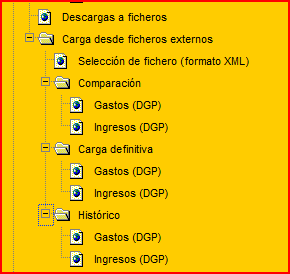 Descargas a ficheros
Carga desde ficheros externos
Selección de fichero (formato XML)
Comparación
Gastos (DGP)
Ingresos (DGP)
Carga definitiva
Gastos (DGP)
Ingresos (DGP)
Histórico
Gastos (DGP)
Ingresos (DGP)